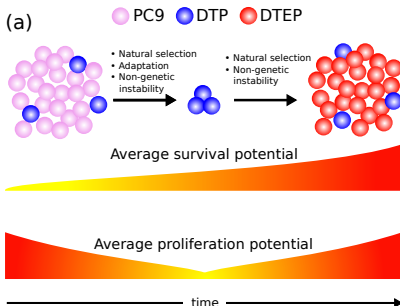 (a)
PC9 DTP DTEP
• Natural selection
• Adaptation
• Non-genetic
instability
• Natural selection
• Non-genetic
instability
Average survival potential
Average proliferation potential
time